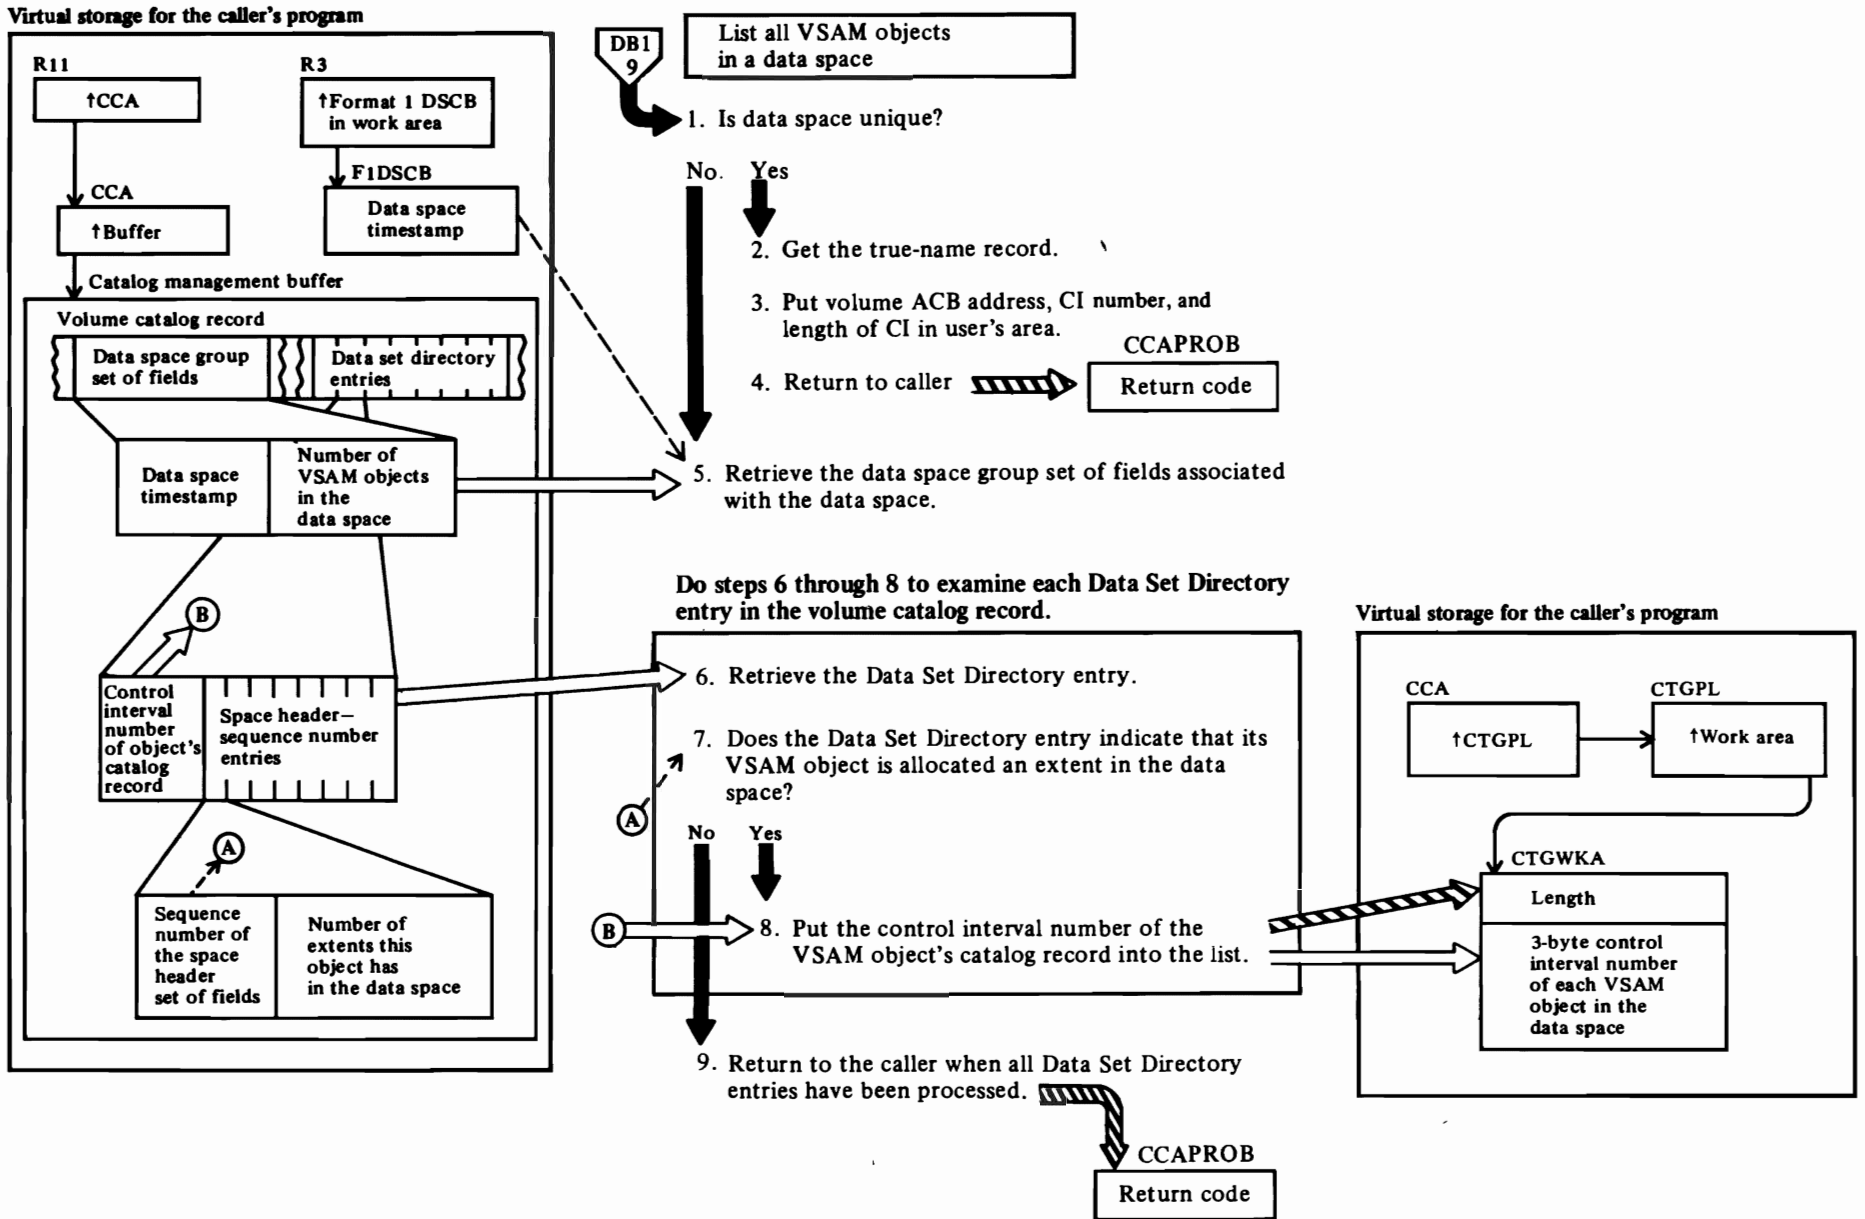 Virtual storage for the caller's program
R11
↑CCA
R3
↑Format 1 DSCB
in work area
F1DSCB
Data space
timestamp
CCA
↑Buffer
Catalog management buffer
Volume catalog record
Data space group
set of fields
Data set directory
entries
Data space
timestamp
Number of
VSAM objects
in the
data space
B
Control
interval
number
of object's
catalog
record
Space header—
sequence number
entries
A
Sequence
number of
the space
header
set of fields
Number of
extents this
object has
in the data space
DB1
9
List all VSAM objects
in a data space
1. Is data space unique?
No. Yes
2. Get the true-name record.
3. Put volume ACB address, CI number, and
length of CI in user's area.
4. Return to caller
CCAPROB
Return code
5. Retrieve the data space group set of fields associated
with the data space.
Do steps 6 through 8 to examine each Data Set Directory
entry in the volume catalog record.
6. Retrieve the Data Set Directory entry.
7. Does the Data Set Directory entry indicate that its
VSAM object is allocated an extent in the data
space?
A
No Yes
B
8. Put the control interval number of the
VSAM object's catalog record into the list.
9. Return to the caller when all Data Set Directory
entries have been processed.
CCAPROB
Return code
Virtual storage for the caller's program
CCA
↑CTGPL
CTGPL
↑Work area
CTGWKA
Length
3-byte control
interval number
of each VSAM
object in the
data space